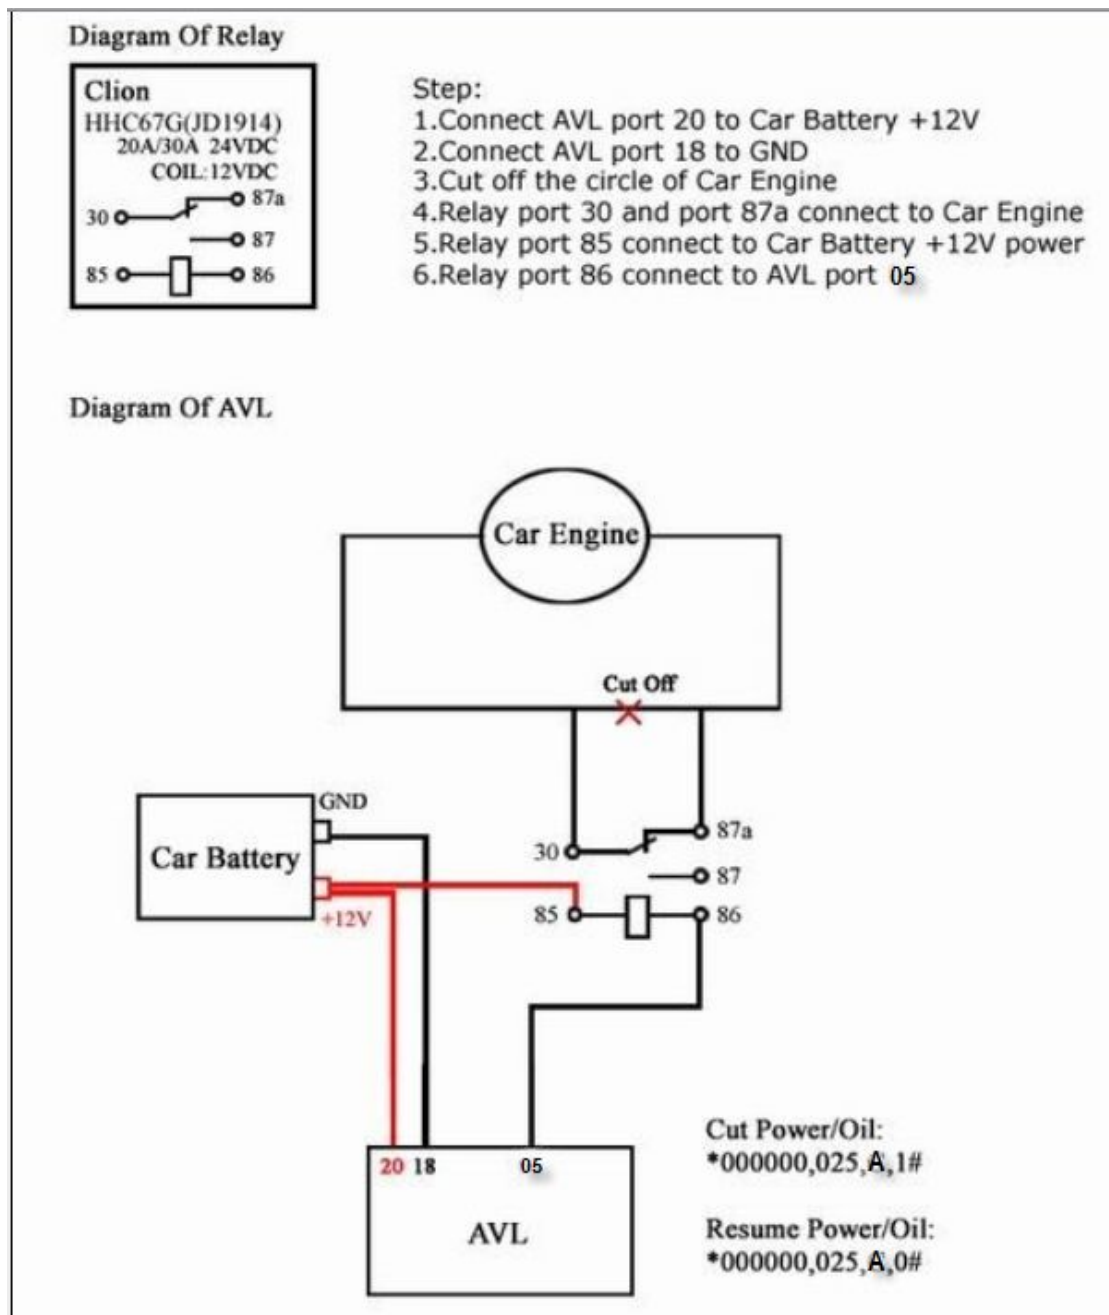 Diagram Of Relay
Clion
HHC67G(JD1914)
20A/30A 24VDC
COIL:12VDC
30
87a
87
85
86
Step:
1.Connect AVL port 20 to Car Battery +12V
2.Connect AVL port 18 to GND
3.Cut off the circle of Car Engine
4.Relay port 30 and port 87a connect to Car Engine
5.Relay port 85 connect to Car Battery +12V power
6.Relay port 86 connect to AVL port 05
Diagram Of AVL
Car Engine
Cut Off
GND
Car Battery
+12V
30
87a
87
85
86
20 18 05
AVL
Cut Power/Oil:
*000000,025,A,1#
Resume Power/Oil:
*000000,025,A,0#